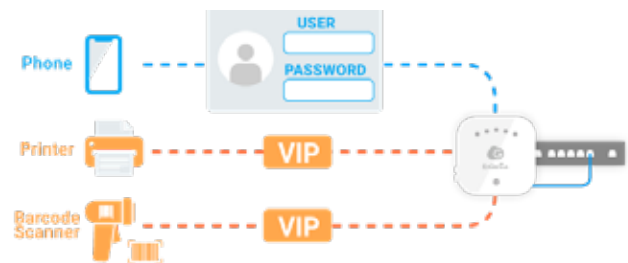 USER
Phone
PASSWORD
Printer
VIP
Barcode
Scanner
VIP